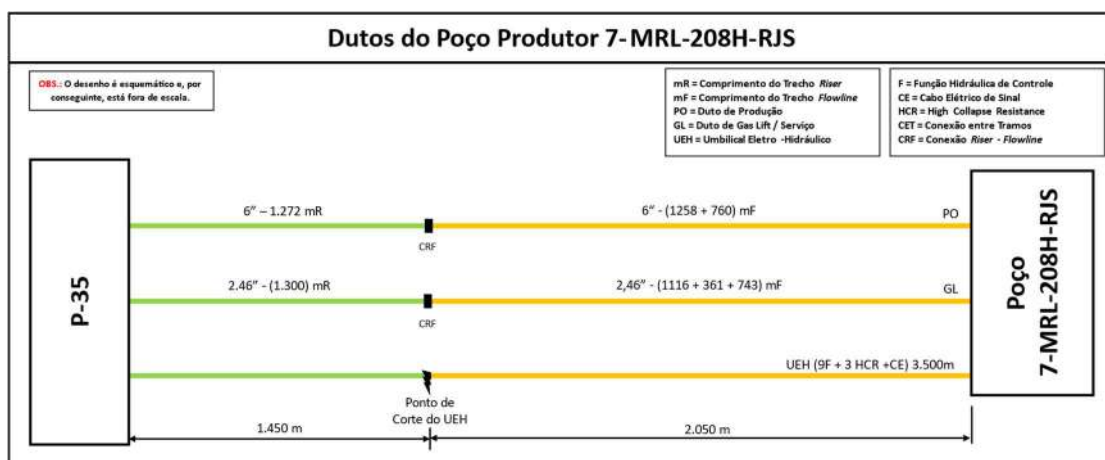 Dutos do Poço Produtor 7-MRL-208H-RJS
OBS.: O desenho é esquemático e, por
conseguinte, está fora de escala.
mR = Comprimento do Trecho Riser
mF = Comprimento do Trecho Flowline
PO = Duto de Produção
GL = Duto de Gas Lift / Serviço
UEH = Umbilical Eletro -Hidráulico
F = Função Hidráulica de Controle
CE = Cabo Elétrico de Sinal
HCR = High Collapse Resistance
CET = Conexão entre Tramos
CRF = Conexão Riser - Flowline
P-35
6” – 1.272 mR
CRF
6“ - (1258 + 760) mF
PO
2.46” - (1.300) mR
CRF
2,46” - (1116 + 361 + 743) mF
GL
UEH (9F + 3 HCR +CE) 3.500m
Ponto de
Corte do UEH
1.450 m
2.050 m
Poço
7-MRL-208H-RJS